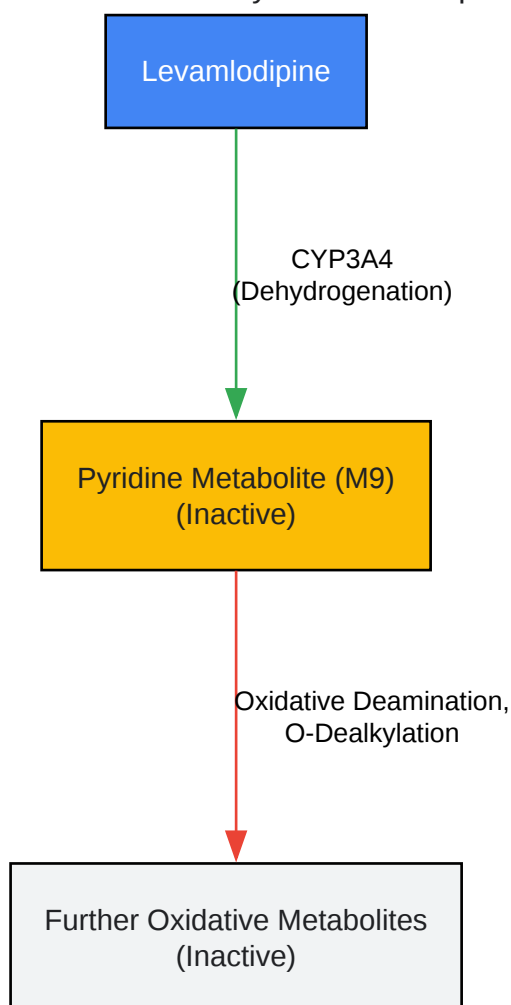 Levamlodipine
CYP3A4
(Dehydrogenation)
Pyridine Metabolite (M9)
(Inactive)
Oxidative Deamination,
O-Dealkylation
Further Oxidative Metabolites
(Inactive)